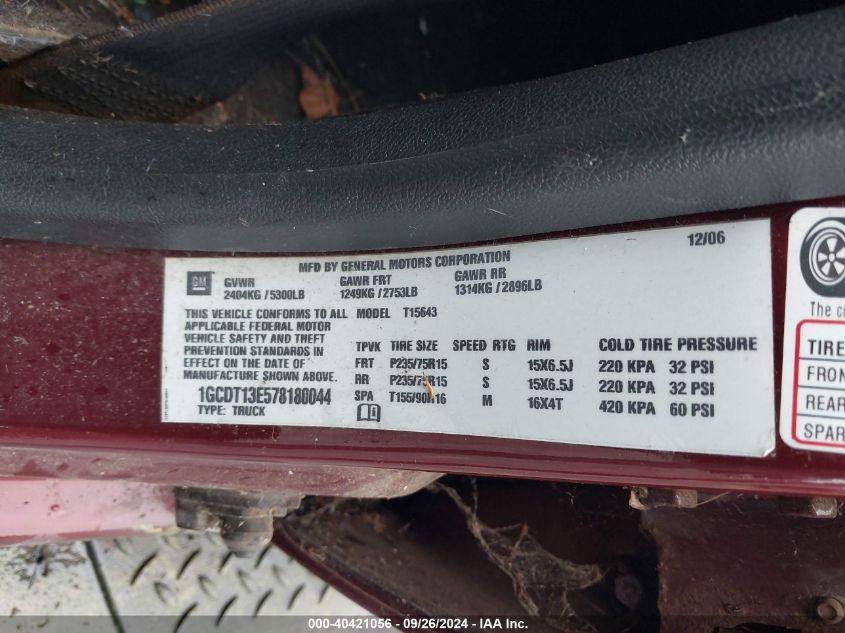 MFD BY GENERAL MOTORS CORPORATION 12/06
GM
GVWR GAWR FRT GAWR RR
2404KG / 5300LB 1249KG / 2753LB 1314KG / 2896LB
THIS VEHICLE CONFORMS TO ALL MODEL T15643
APPLICABLE FEDERAL MOTOR
VEHICLE SAFETY AND THEFT
PREVENTION STANDARDS IN
EFFECT ON THE DATE OF
MANUFACTURE SHOWN ABOVE.
1GCDT13E578180044
TYPE: TRUCK
TPVK TIRE SIZE SPEED RTG RIM COLD TIRE PRESSURE
FRT P235/75R15 S 15X6.5J 220 KPA 32 PSI
RR P235/75R15 S 15X6.5J 220 KPA 32 PSI
SPA T155/90R16 M 16X4T 420 KPA 60 PSI
The c
TIRE
FRON
REAR
SPAR
000-40421056 - 09/26/2024 - IAA Inc.